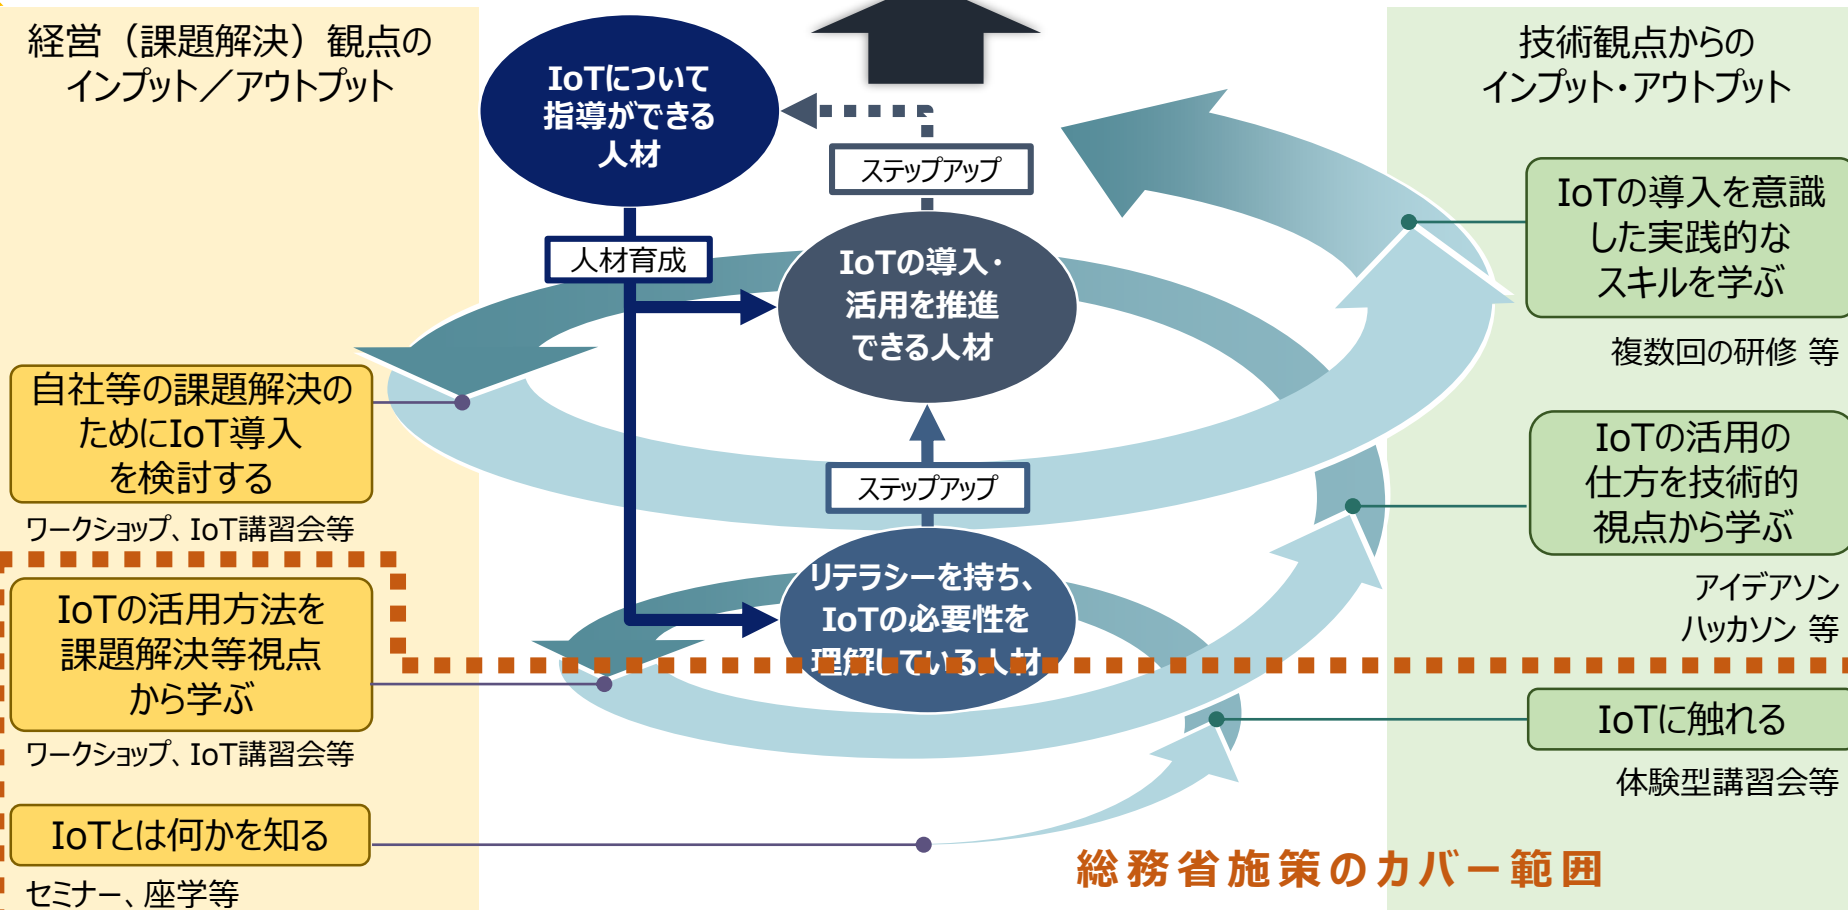 経営（課題解決）観点の
インプット／アウトプット
IoTについて
指導ができる
人材
技術観点からの
インプット・アウトプット
ステップアップ
IoTの導入を意識
した実践的な
スキルを学ぶ
複数回の研修 等
人材育成
IoTの導入・
活用を推進
できる人材
自社等の課題解決の
ためにIoT導入
を検討する
ワークショップ、IoT講習会等
ステップアップ
IoTの活用の
仕方を技術的
視点から学ぶ
アイデアソン
ハッカソン 等
リテラシーを持ち、
IoTの必要性を
理解している人材
IoTの活用方法を
課題解決等視点
から学ぶ
ワークショップ、IoT講習会等
IoTに触れる
体験型講習会等
IoTとは何かを知る
セミナー、座学等
総務省施策のカバー範囲